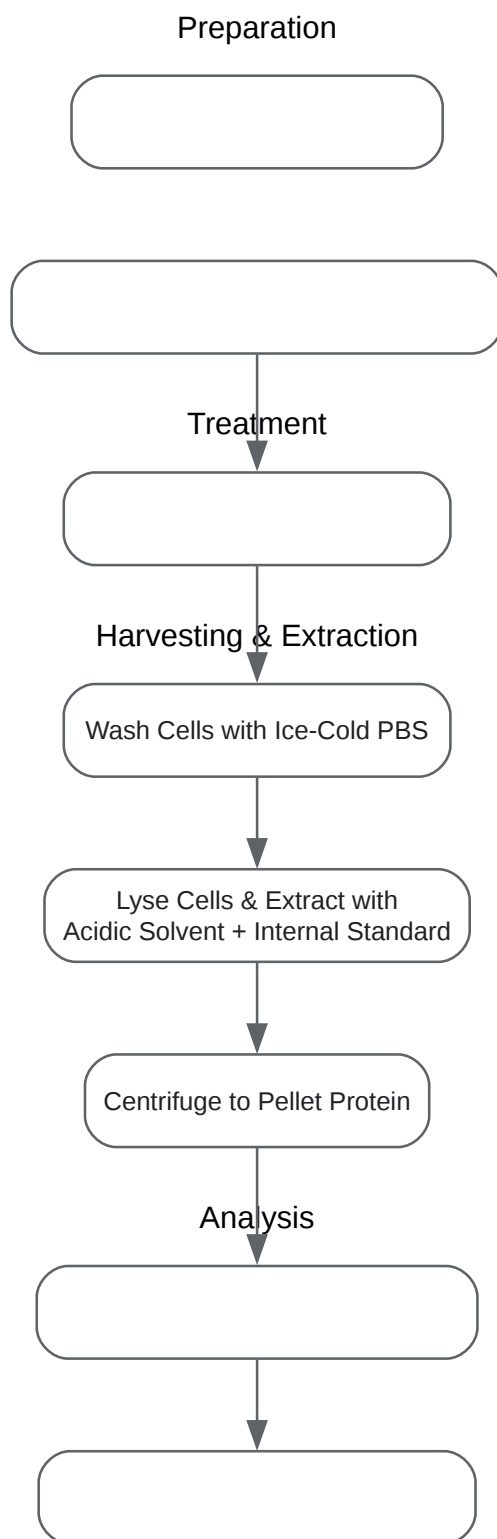 Preparation
Treatment
Harvesting & Extraction
Wash Cells with Ice-Cold PBS
Lyse Cells & Extract with
Acidic Solvent + Internal Standard
Centrifuge to Pellet Protein
Analysis